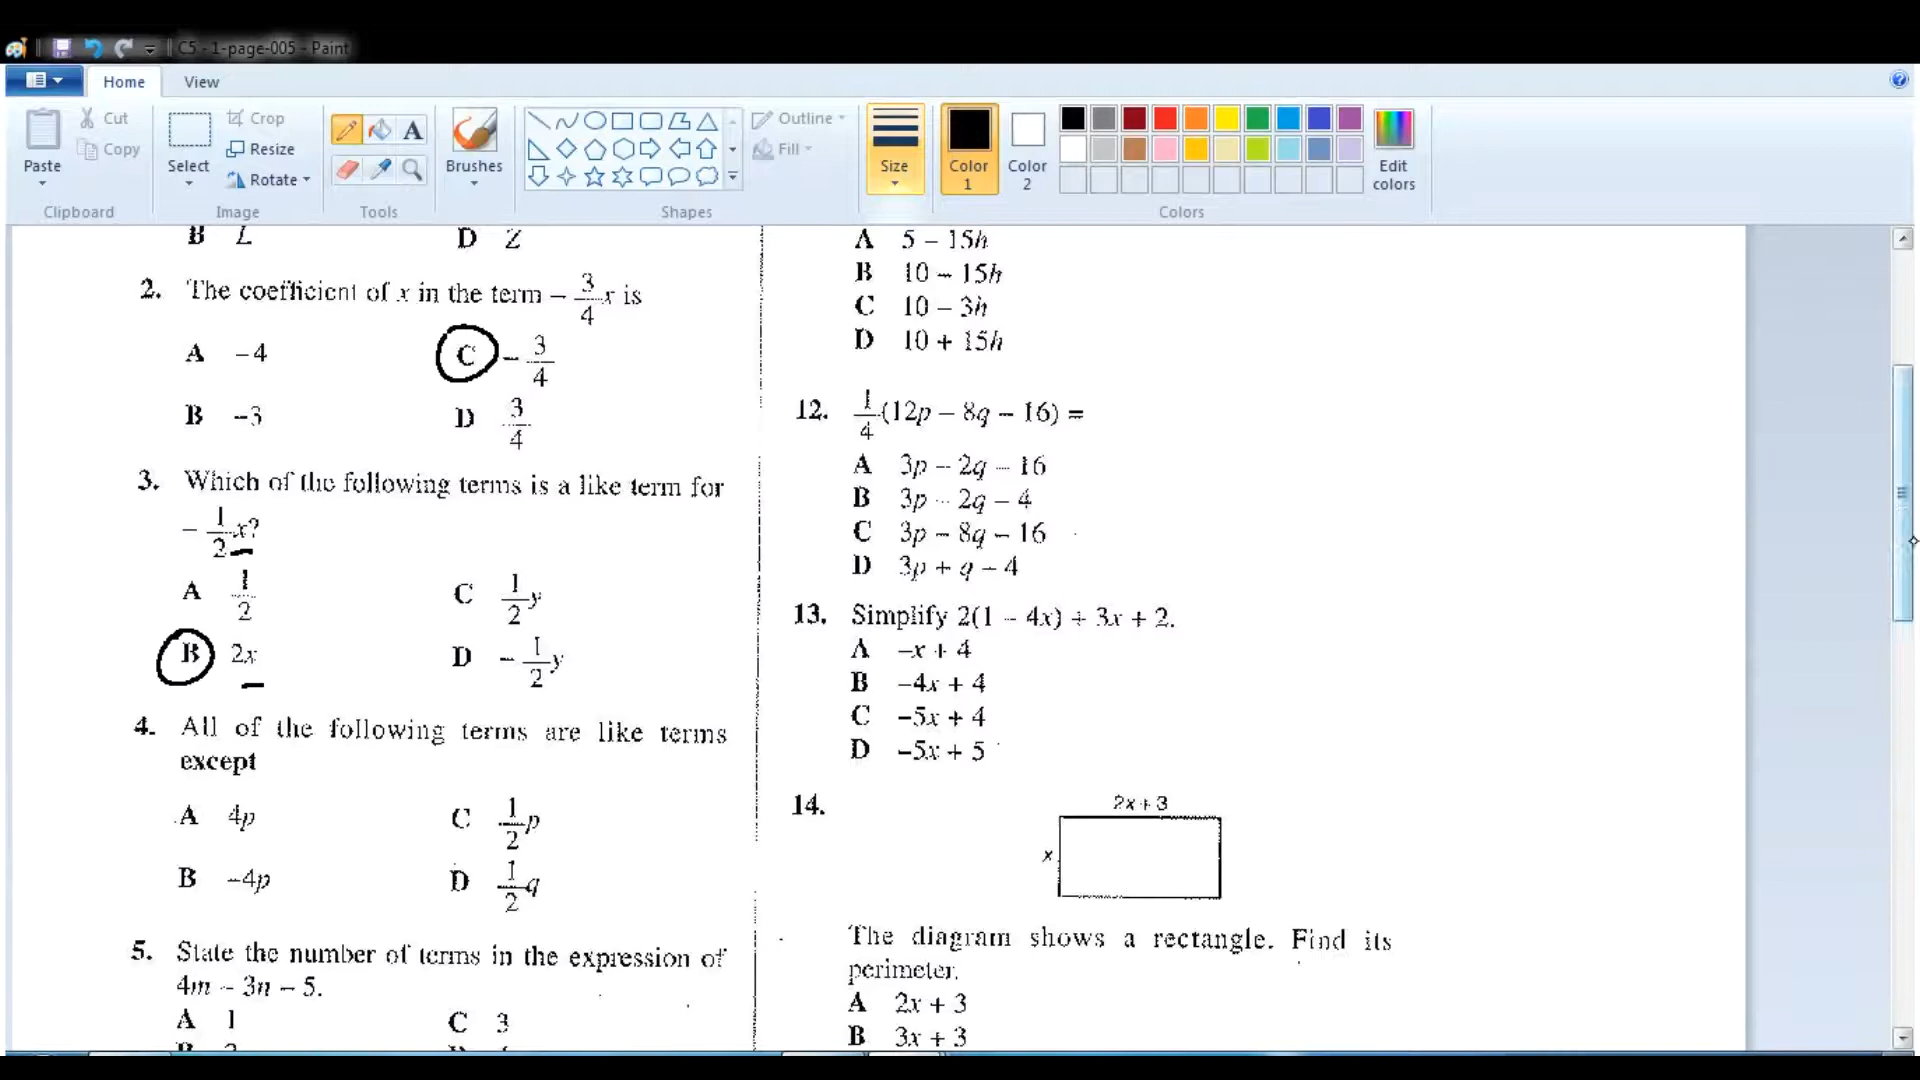 C5 - 1-page-005 - Paint
Home View
Paste
Cut
Copy
Clipboard
Select
Crop
Resize
Rotate
Image
A
Tools
Brushes
Shapes
Outline
Fill
Size
Color 1
Color 2
Edit colors
Colors
B L D Z
2. The coefficient of x in the term – 3/4 x is
A –4 C – 3/4
B –3 D 3/4
3. Which of the following terms is a like term for
– 1/2 x?
A 1/2 C 1/2 y
B 2x D – 1/2 y
4. All of the following terms are like terms
except
A 4p C 1/2 p
B –4p D 1/2 q
5. State the number of terms in the expression of
4m – 3n – 5.
A 1 C 3
A 5 – 15h
B 10 – 15h
C 10 – 3h
D 10 + 15h
12. 1/4 (12p – 8q – 16) =
A 3p – 2q – 16
B 3p – 2q – 4
C 3p – 8q – 16
D 3p + q – 4
13. Simplify 2(1 – 4x) + 3x + 2.
A –x + 4
B –4x + 4
C –5x + 4
D –5x + 5
14.
2x + 3
x
The diagram shows a rectangle. Find its
perimeter.
A 2x + 3
B 3x + 3